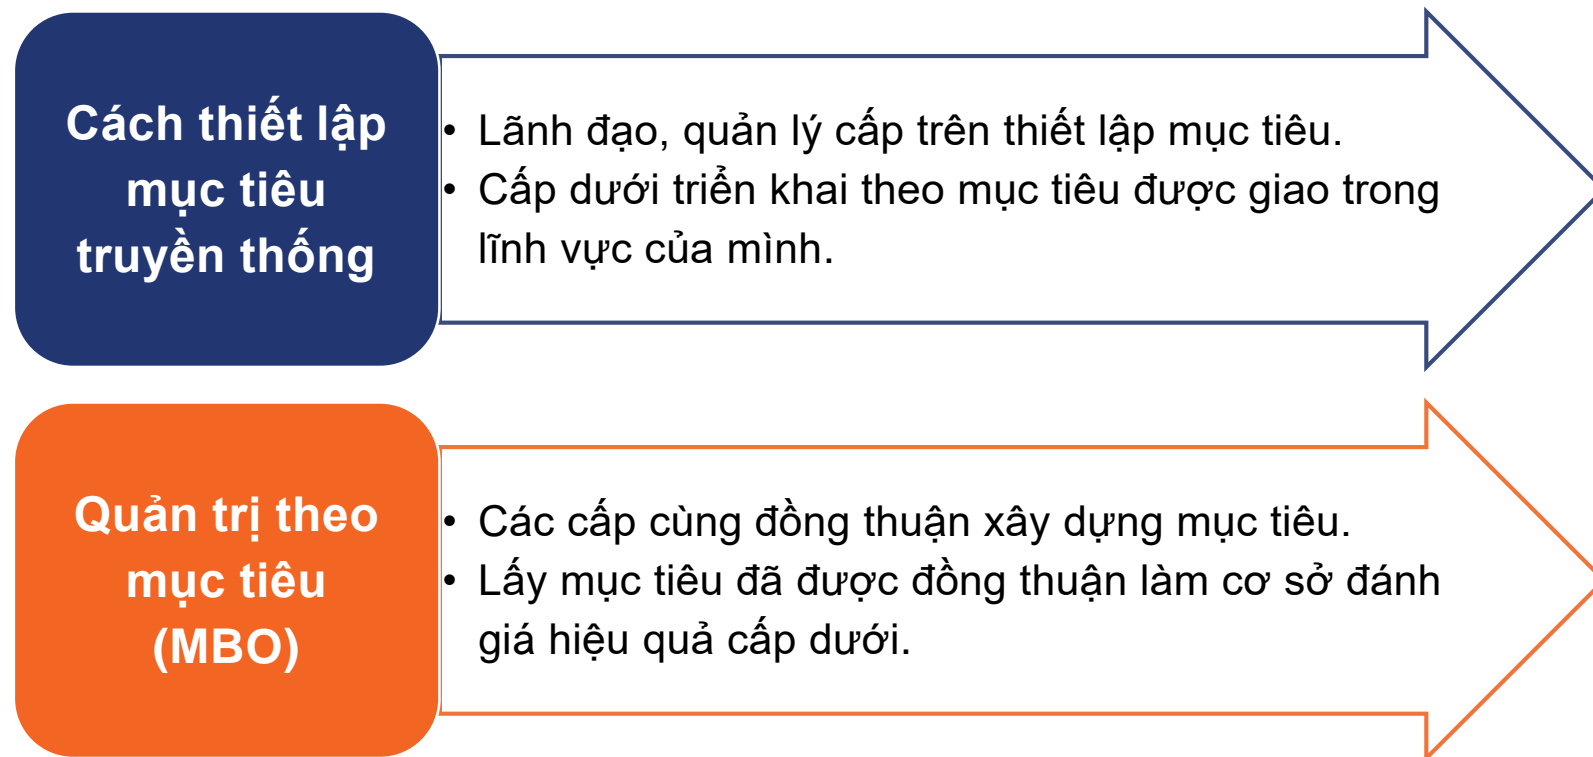 Cách thiết lập
mục tiêu
truyền thống
• Lãnh đạo, quản lý cấp trên thiết lập mục tiêu.
• Cấp dưới triển khai theo mục tiêu được giao trong
lĩnh vực của mình.
Quản trị theo
mục tiêu
(MBO)
• Các cấp cùng đồng thuận xây dựng mục tiêu.
• Lấy mục tiêu đã được đồng thuận làm cơ sở đánh
giá hiệu quả cấp dưới.